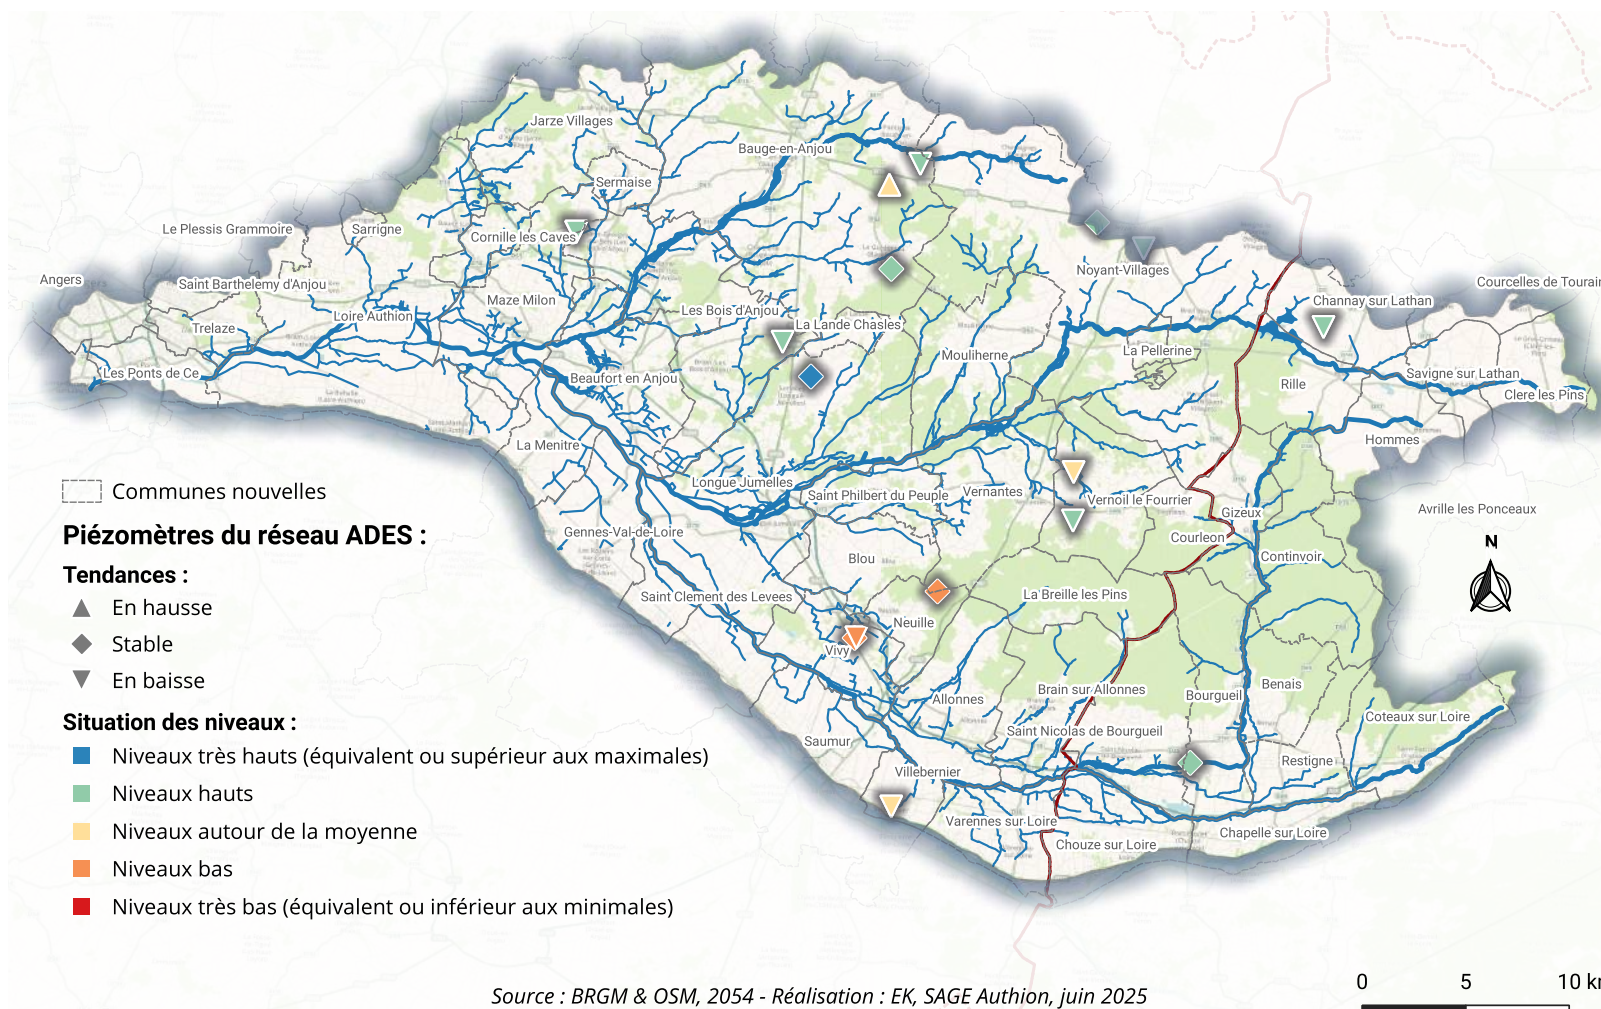 Jarze Villages
Bauge-en-Anjou
Sermaise
Le Plessis Grammoire
Sarrigne
Cornille les Caves
Noyant-Villages
Angers
Saint Barthelemy d'Anjou
Courcelles de Tourai
Maze Milon
Channay sur Lathan
Les Bois d'Anjou
Loire Authion
Trelaze
La Lande Chasles
La Pellerine
Mouliherne
Les Ponts de Ce
Beaufort en Anjou
Savigne sur Lathan
Rille
Clere les Pins
La Menitre
Hommes
Longue Jumelles
Saint Philbert du Peuple
Vernantes
Vernoil le Fourrier
Gizeux
Avrille les Ponceaux
Gennes-Val-de-Loire
Courleon
Blou
Continvoir
La Breille les Pins
Saint Clement des Levees
Neuille
Vivy
Benais
Brain sur Allonnes
Bourgueil
Allonnes
Coteaux sur Loire
Saint Nicolas de Bourgueil
Saumur
Restigne
Villebernier
Varennes sur Loire
Chapelle sur Loire
Chouze sur Loire
N
Communes nouvelles
Piézomètres du réseau ADES :
Tendances :
En hausse
Stable
En baisse
Situation des niveaux :
Niveaux très hauts (équivalent ou supérieur aux maximales)
Niveaux hauts
Niveaux autour de la moyenne
Niveaux bas
Niveaux très bas (équivalent ou inférieur aux minimales)
0 5 10 k
Source : BRGM & OSM, 2054 - Réalisation : EK, SAGE Authion, juin 2025